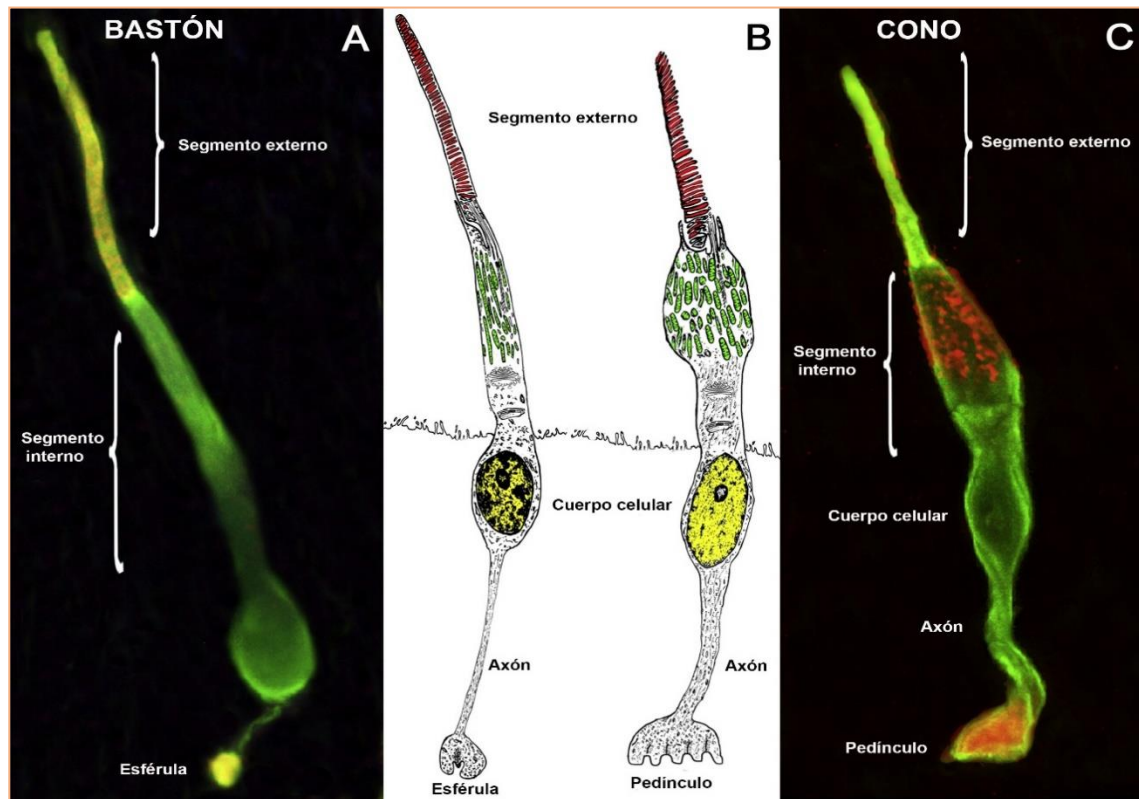 BASTÓN
A
Segmento externo
Segmento
interno
Esférula
B
Segmento externo
Cuerpo celular
Axón
Axón
Esférula
Pedínculo
CONO
C
Segmento externo
Segmento
interno
Cuerpo celular
Axón
Pedínculo